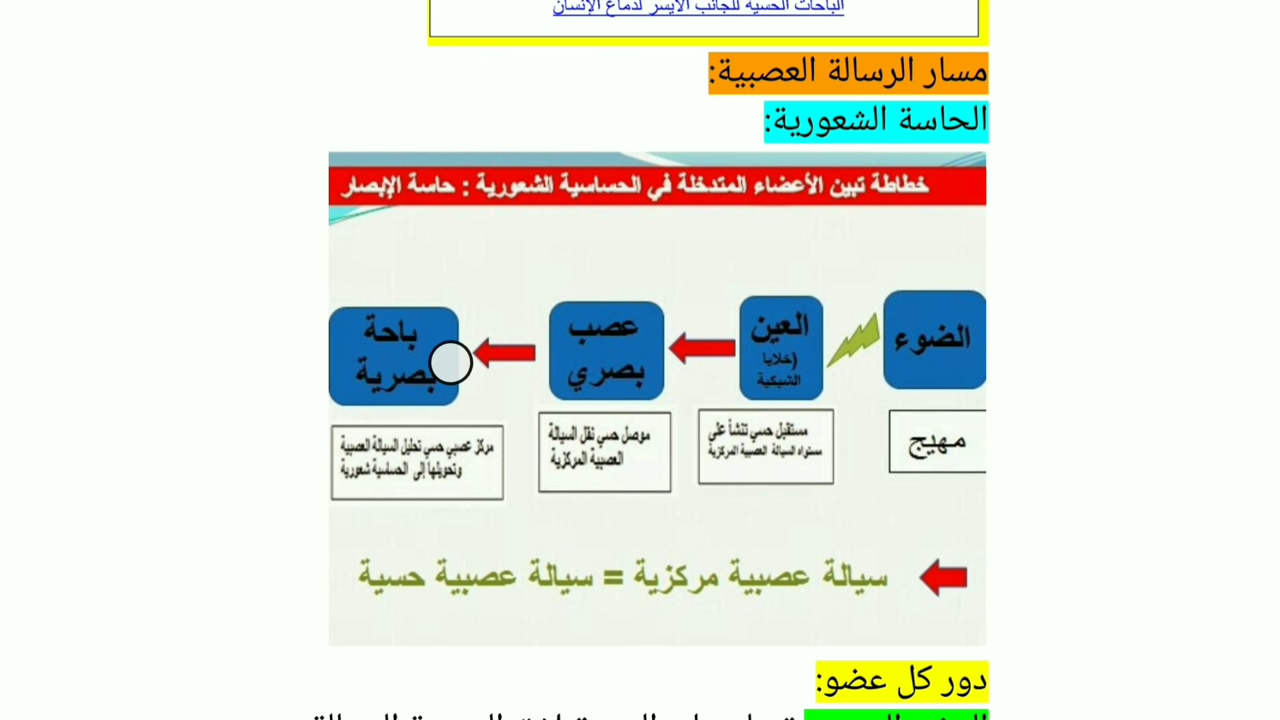 الباحات الحسية للجانب الأيسر لدماغ الإنسان
مسار الرسالة العصبية:
الحاسة الشعورية:
خطاطة تبين الأعضاء المتدخلة في الحساسية الشعورية : حاسة الإبصار
الضوء
العين
(خلايا
الشبكية
عصب
بصري
باحة
بصرية
مهيج
مستقبل حسي تنشأ على
مستواه السيالة العصبية المركزية
موصل حسي نقل السيالة
العصبية المركزية
مركز عصبي حسي تحليل السيالة العصبية
وتحويلها إلى الحساسية شعورية
سيالة عصبية مركزية = سيالة عصبية حسية
دور كل عضو: